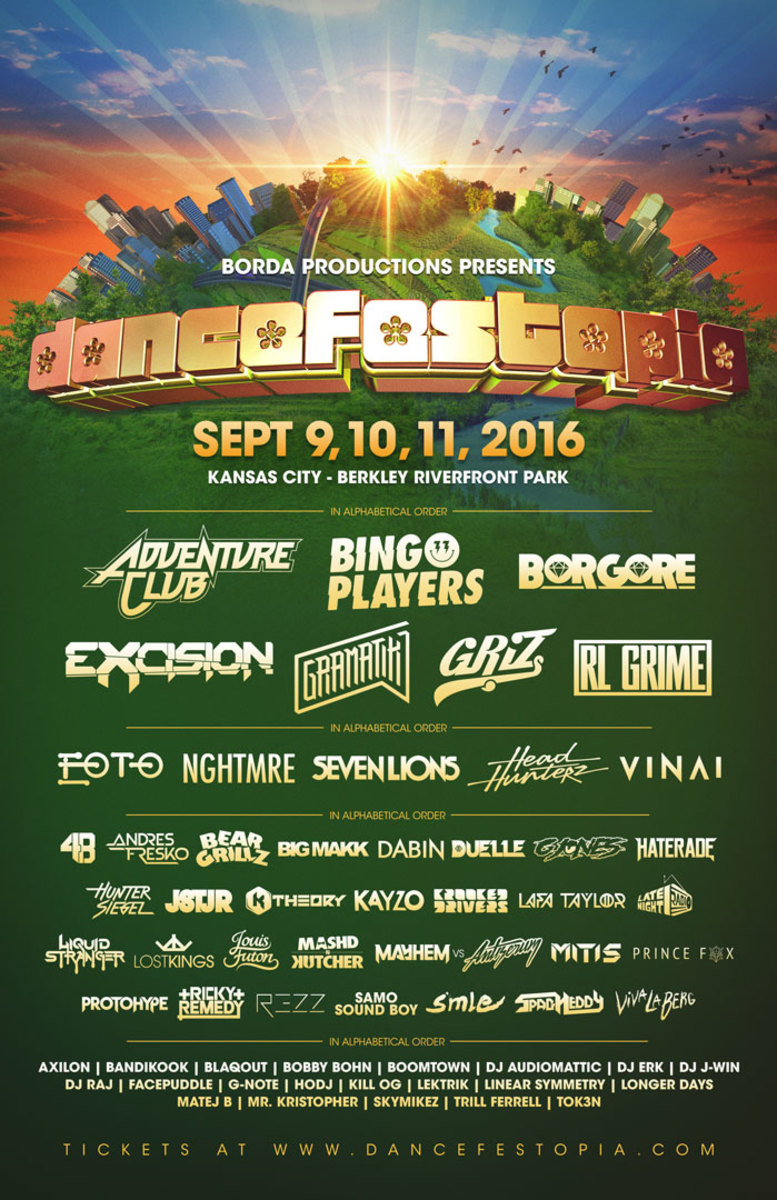 BORDA PRODUCTIONS PRESENTS
dancefestopia
SEPT 9, 10, 11, 2016
KANSAS CITY - BERKLEY RIVERFRONT PARK
IN ALPHABETICAL ORDER
ADVENTURE CLUB BINGO PLAYERS BORGORE
EXCISION GRAMATIK GRiZ RL GRIME
IN ALPHABETICAL ORDER
FOTO NGHTMRE SEVEN LIONS Head Hunterz VINAI
IN ALPHABETICAL ORDER
4B ANDRES FRESKO BEAR GRILLZ BIG MAKK DABIN DUELLE G JONES HATERADE
HUNTER SIEGEL JSTJR K THEORY KAYZO KROOKED DRIVERS LAFA TAYLOR LATE NIGHT RADIO
LIQUID STRANGER LOST KINGS Louis Futon MASHD N KUTCHER MAYHEM VS Antiserum MITIS PRINCE FOX
PROTOHYPE +RICKY+ REMEDY REZZ SAMO SOUND BOY Smle SPAG HEDDY VIVA LA BERG
IN ALPHABETICAL ORDER
AXILON | BANDIKOOK | BLAQOUT | BOBBY BOHN | BOOMTOWN | DJ AUDIOMATTIC | DJ ERK | DJ J-WIN
DJ RAJ | FACEPUDDLE | G-NOTE | HODJ | KILL OG | LEKTRIK | LINEAR SYMMETRY | LONGER DAYS
MATEJ B | MR. KRISTOPHER | SKYMIKEZ | TRILL FERRELL | TOK3N
TICKETS AT WWW.DANCEFESTOPIA.COM